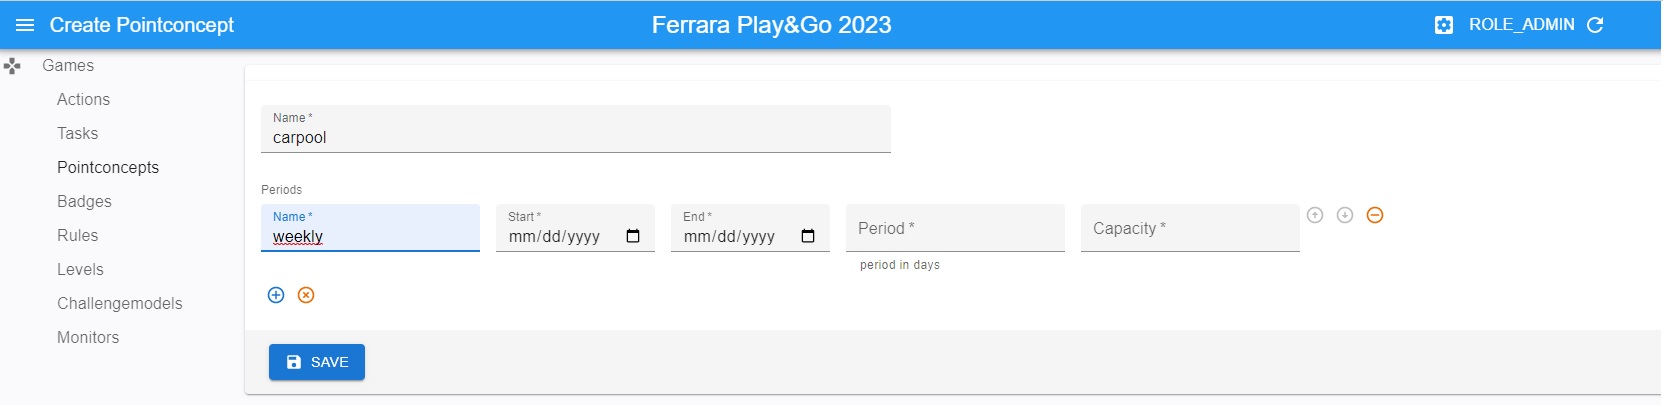 Create Pointconcept
Ferrara Play&Go 2023
ROLE_ADMIN
Games
Actions
Tasks
Pointconcepts
Badges
Rules
Levels
Challengemodels
Monitors
Name *
carpool
Periods
Name *
weekly
Start *
mm/dd/yyyy
End *
mm/dd/yyyy
Period *
period in days
Capacity *
SAVE